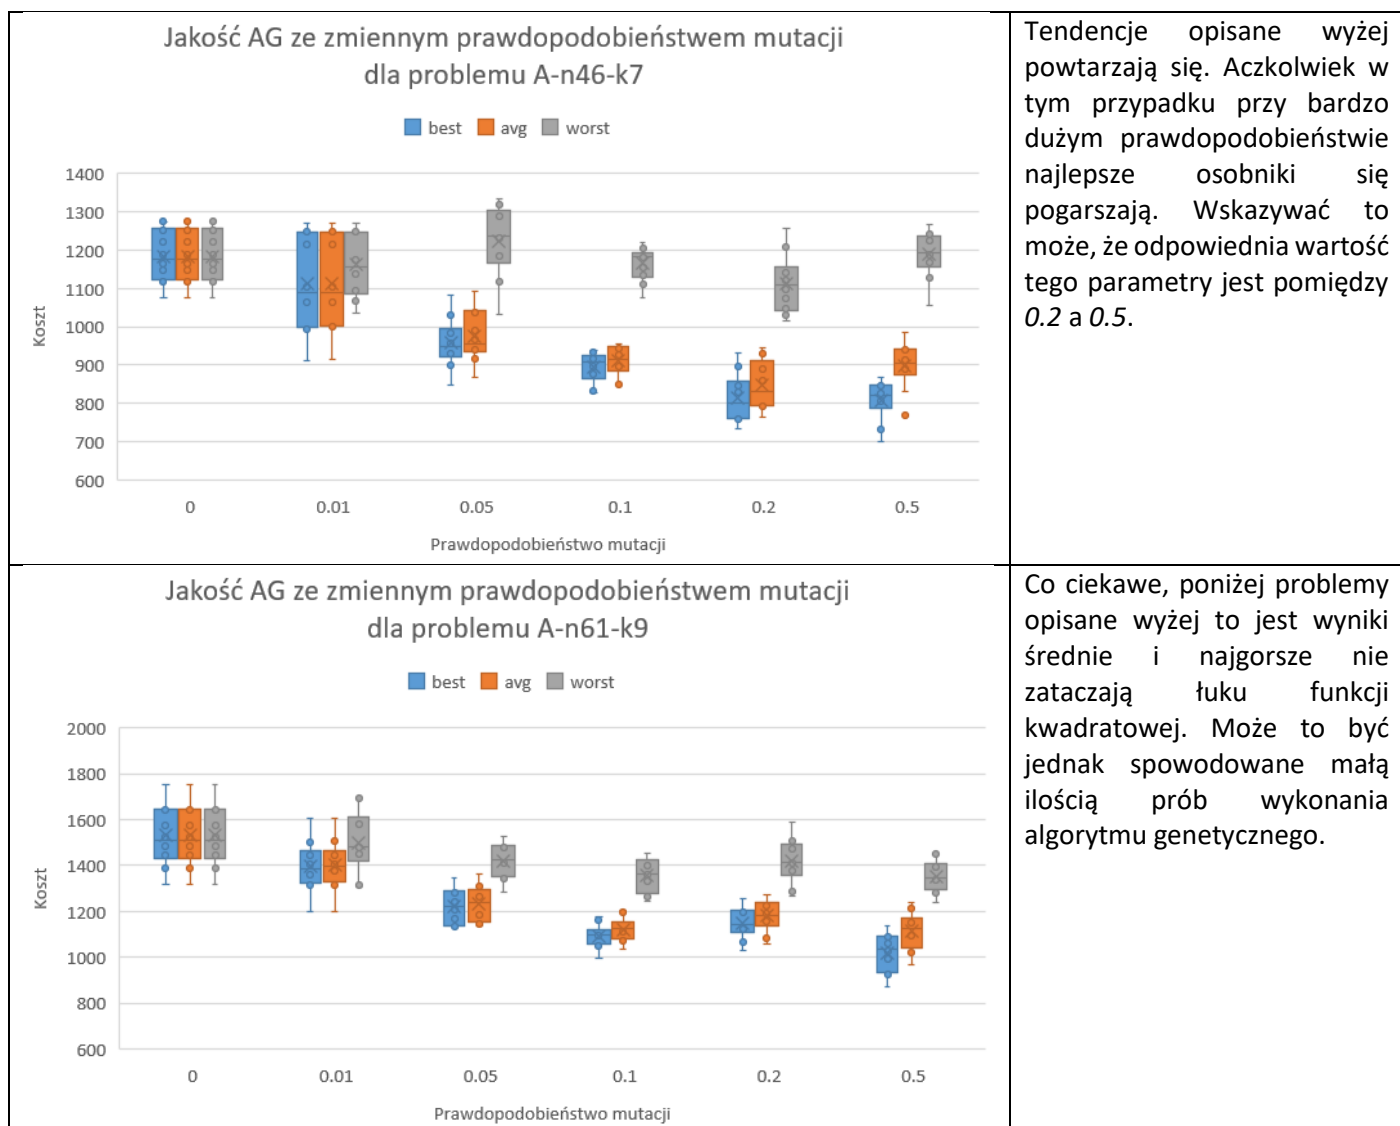 Jakość AG ze zmiennym prawdopodobieństwem mutacji
dla problemu A-n46-k7
best avg worst
1400
1300
1200
1100
1000
900
800
700
600
Koszt
0 0.01 0.05 0.1 0.2 0.5
Prawdopodobieństwo mutacji
Tendencje opisane wyżej
powtarzają się. Aczkolwiek w
tym przypadku przy bardzo
dużym prawdopodobieństwie
najlepsze osobniki się
pogarszają. Wskazywać to
może, że odpowiednia wartość
tego parametry jest pomiędzy
0.2 a 0.5.
Jakość AG ze zmiennym prawdopodobieństwem mutacji
dla problemu A-n61-k9
best avg worst
2000
1800
1600
1400
1200
1000
800
600
Koszt
0 0.01 0.05 0.1 0.2 0.5
Prawdopodobieństwo mutacji
Co ciekawe, poniżej problemy
opisane wyżej to jest wyniki
średnie i najgorsze nie
zataczają łuku funkcji
kwadratowej. Może to być
jednak spowodowane małą
ilością prób wykonania
algorytmu genetycznego.